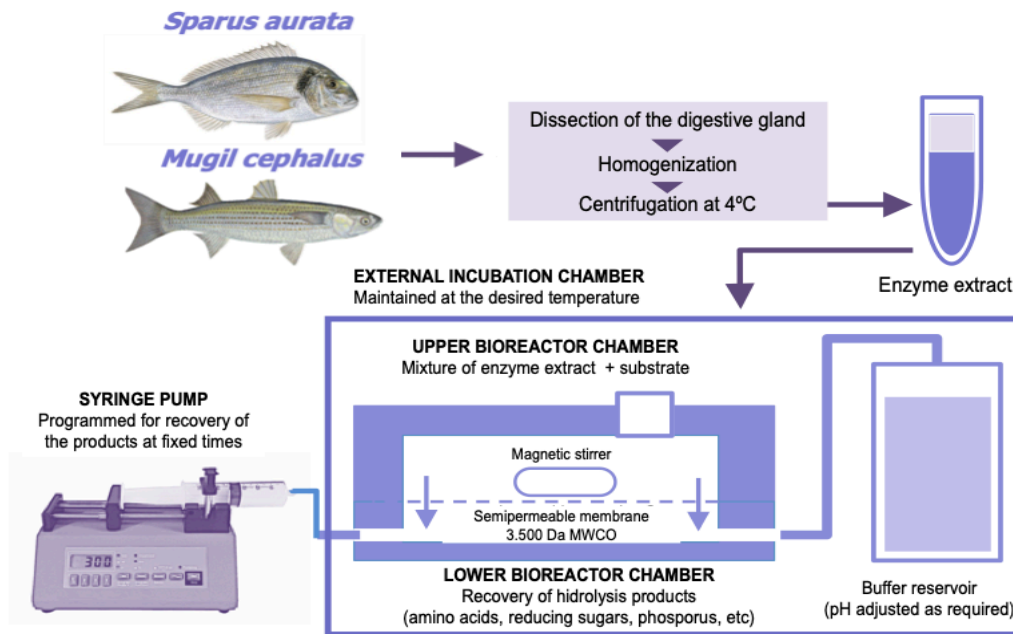 Sparus aurata
Mugil cephalus
Dissection of the digestive gland
Homogenization
Centrifugation at 4ºC
Enzyme extract
EXTERNAL INCUBATION CHAMBER
Maintained at the desired temperature
UPPER BIOREACTOR CHAMBER
Mixture of enzyme extract + substrate
SYRINGE PUMP
Programmed for recovery of
the products at fixed times
Magnetic stirrer
Semipermeable membrane
3.500 Da MWCO
300
LOWER BIOREACTOR CHAMBER
Recovery of hidrolysis products
(amino acids, reducing sugars, phosporus, etc)
Buffer reservoir
(pH adjusted as required)